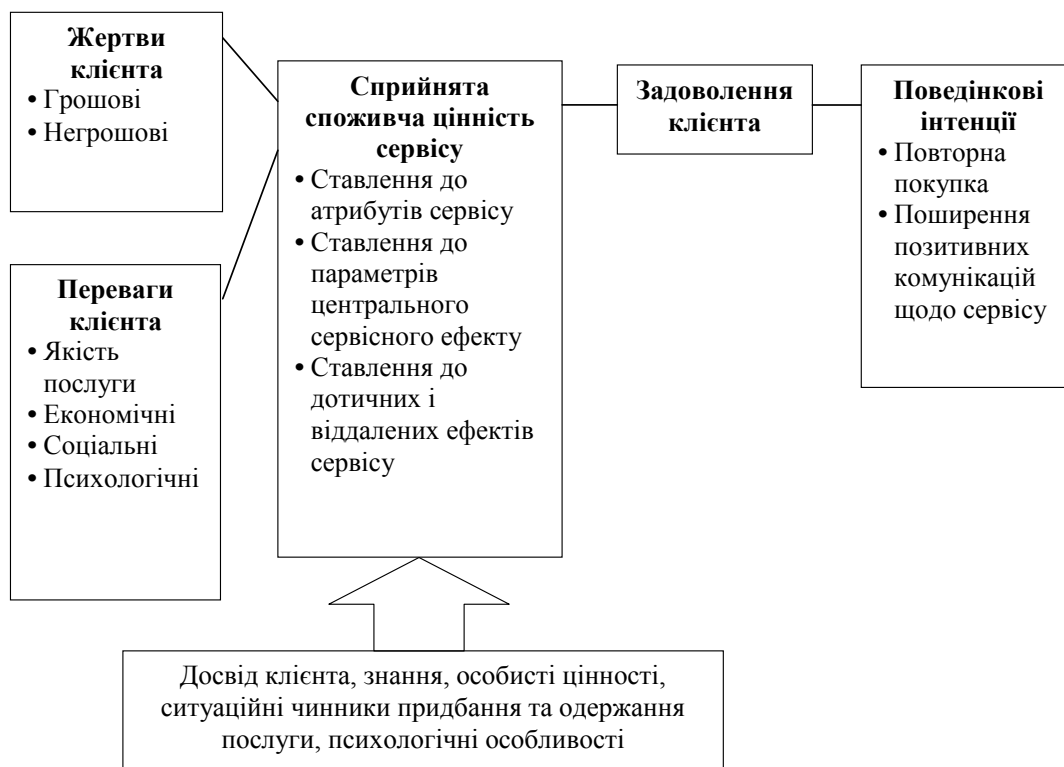 Жертви
клієнта
• Грошові
• Негрошові
Переваги
клієнта
• Якість
послуги
• Економічні
• Соціальні
• Психологічні
Сприйнята
споживча цінність
сервісу
• Ставлення до
атрибутів сервісу
• Ставлення до
параметрів
центрального
сервісного ефекту
• Ставлення до
дотичних і
віддалених ефектів
сервісу
Задоволення
клієнта
Поведінкові
інтенції
• Повторна
покупка
• Поширення
позитивних
комунікацій
щодо сервісу
Досвід клієнта, знання, особисті цінності,
ситуаційні чинники придбання та одержання
послуги, психологічні особливості